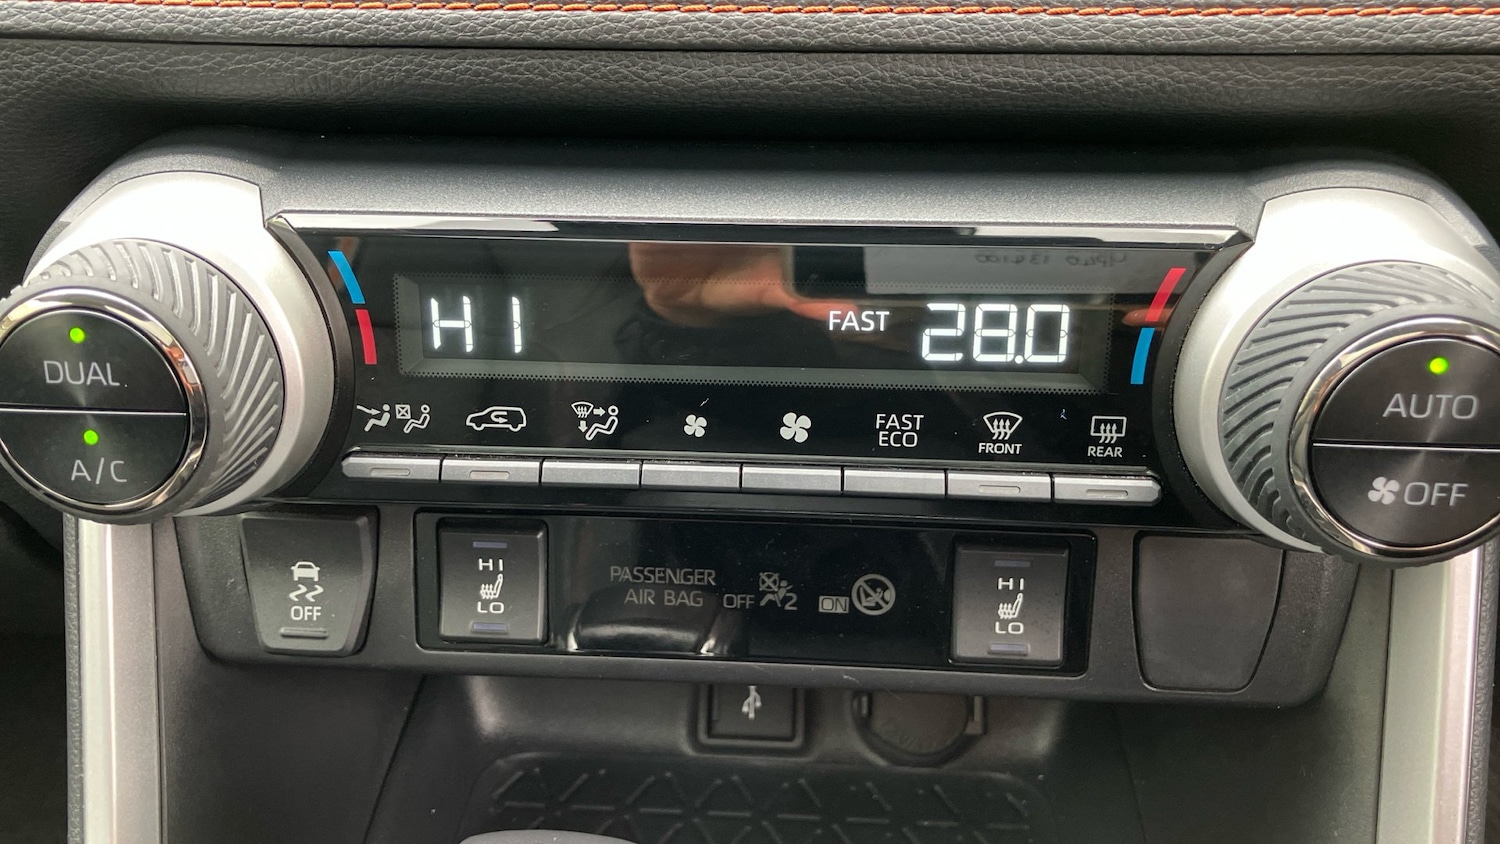 HI
FAST 28.0
DUAL
A/C
FAST
ECO
FRONT
REAR
AUTO
OFF
OFF
HI
LO
PASSENGER
AIR BAG OFF 2 ON
HI
LO